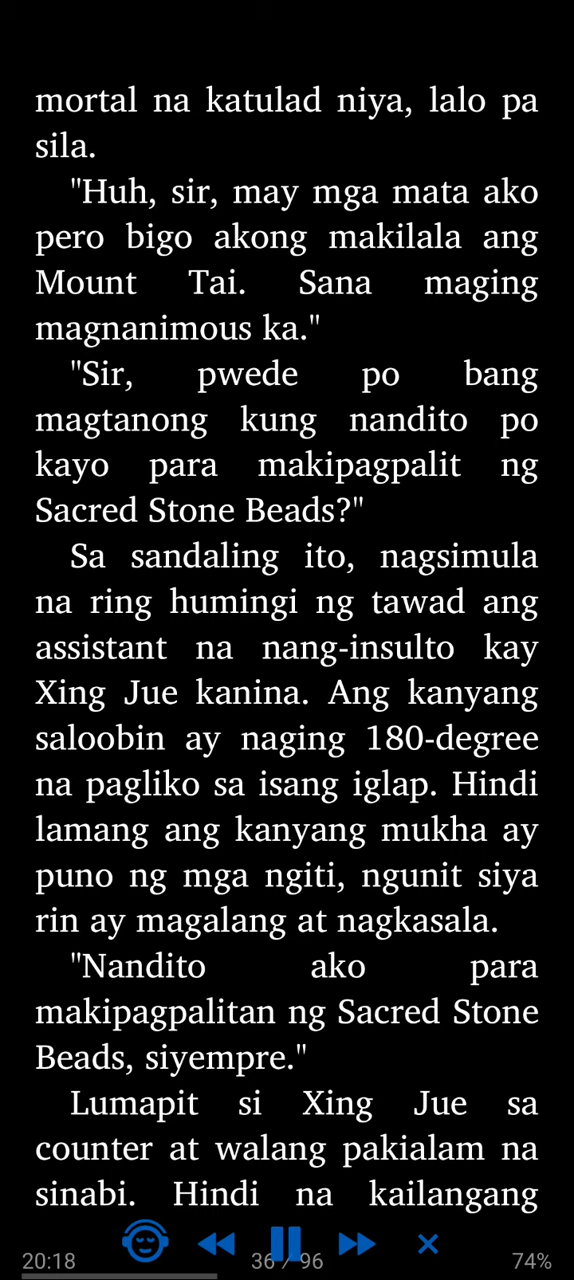 mortal na katulad niya, lalo pa
sila.
"Huh, sir, may mga mata ako
pero bigo akong makilala ang
Mount Tai. Sana maging
magnanimous ka."
"Sir, pwede po bang
magtanong kung nandito po
kayo para makipagpalit ng
Sacred Stone Beads?"
Sa sandaling ito, nagsimula
na ring humingi ng tawad ang
assistant na nang-insulto kay
Xing Jue kanina. Ang kanyang
saloobin ay naging 180-degree
na pagliko sa isang iglap. Hindi
lamang ang kanyang mukha ay
puno ng mga ngiti, ngunit siya
rin ay magalang at nagkasala.
"Nandito ako para
makipagpalitan ng Sacred Stone
Beads, siyempre."
Lumapit si Xing Jue sa
counter at walang pakialam na
sinabi. Hindi na kailangang
20:18 36 / 96 74%